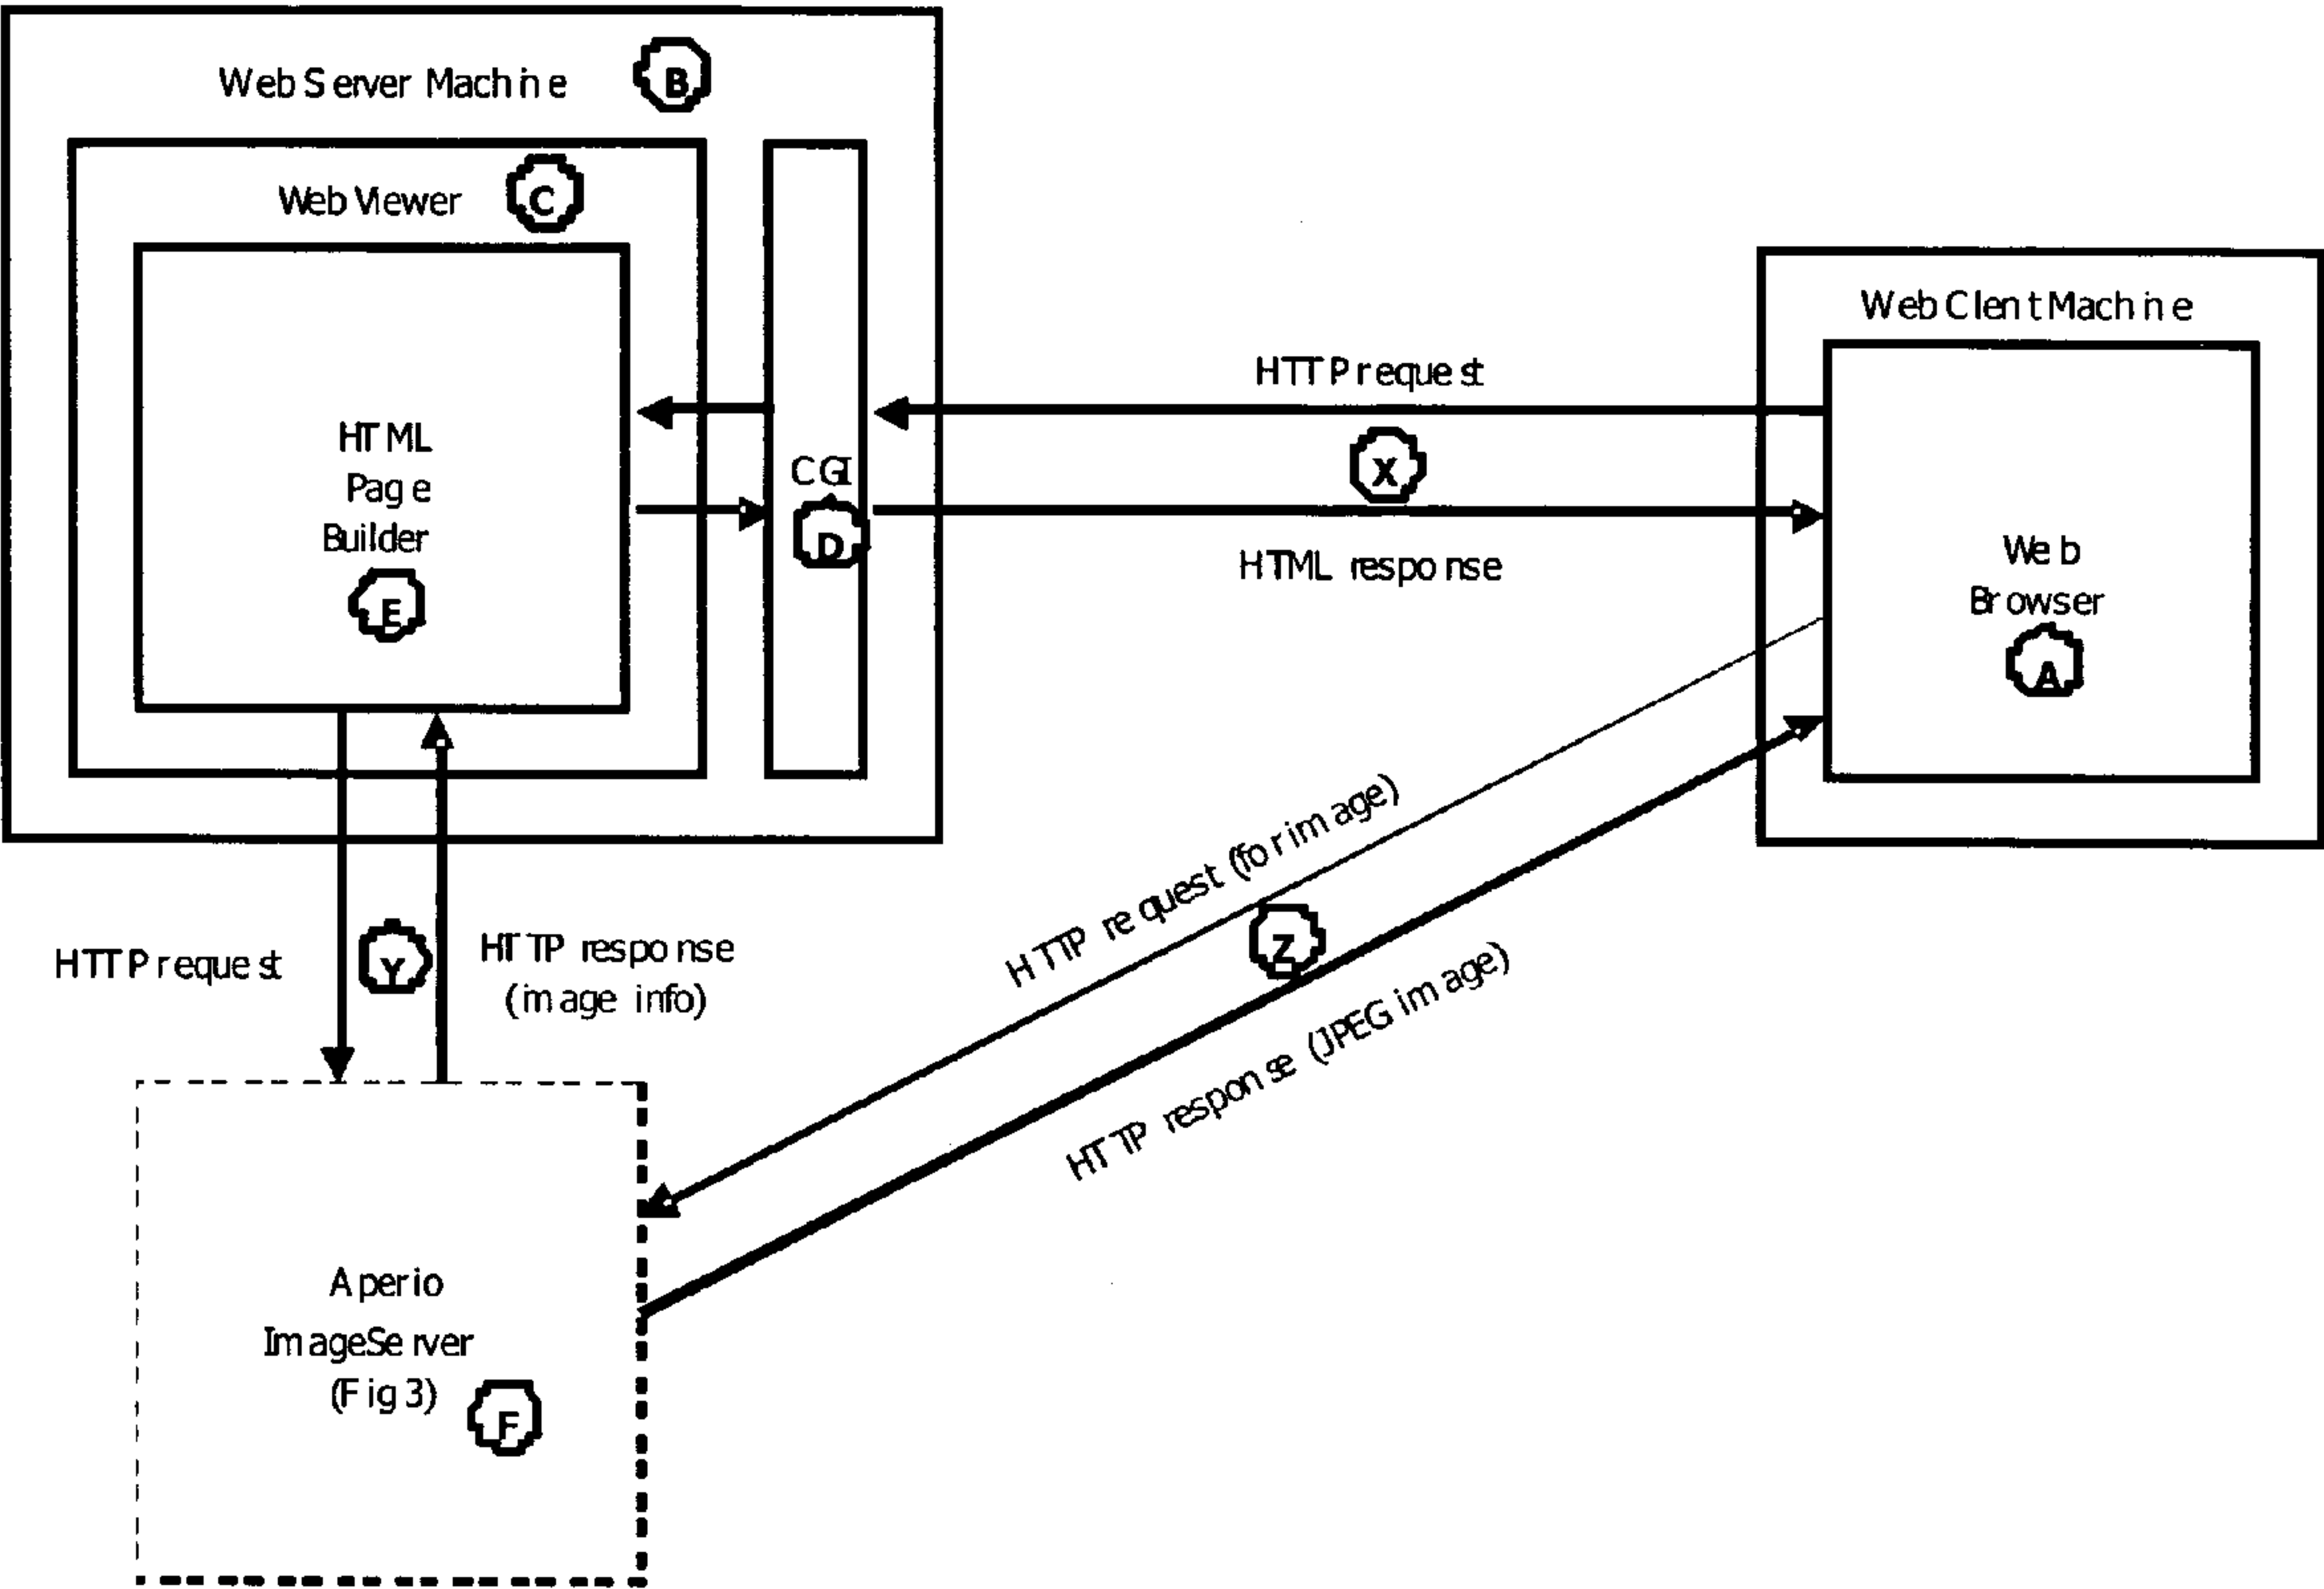 Web Server Machine B
Web Viewer C
HTML
Page
Builder
E
CGI
D
HTTP request
X
HTML response
Web Client Machine
Web
Browser
A
HTTP request
Y
HTTP response
(image info)
HTTP request (for image)
Z
HTTP response (JPEG image)
Aperio
ImageServer
(Fig 3)
F